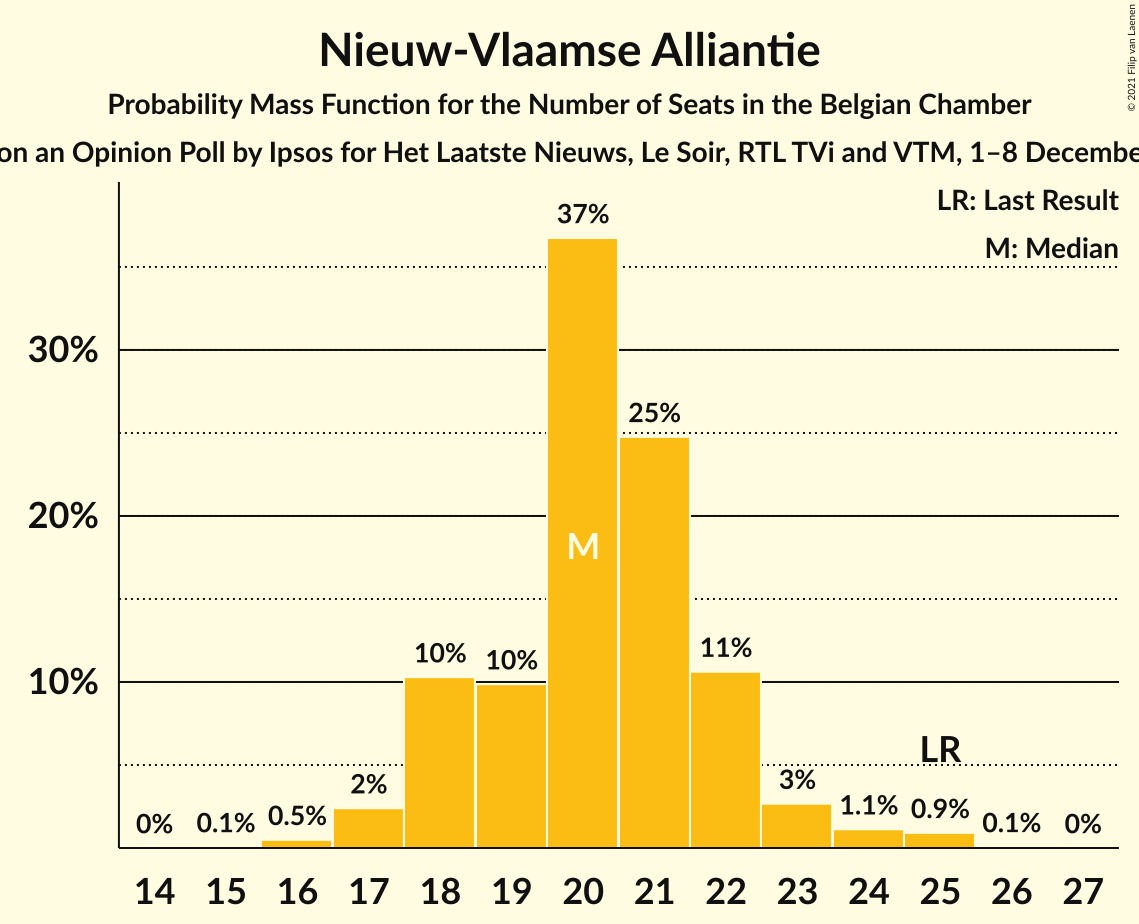 Nieuw-Vlaamse Alliantie
Probability Mass Function for the Number of Seats in the Belgian Chamber
on an Opinion Poll by Ipsos for Het Laatste Nieuws, Le Soir, RTL TVi and VTM, 1–8 Decembe
© 2021 Filip van Laenen
LR: Last Result
M: Median
37%
30%
25%
20%
M
10%
10%
10%
11%
LR
2%
3%
0%
0.1%
0.5%
1.1%
0.9%
0.1%
0%
14 15 16 17 18 19 20 21 22 23 24 25 26 27